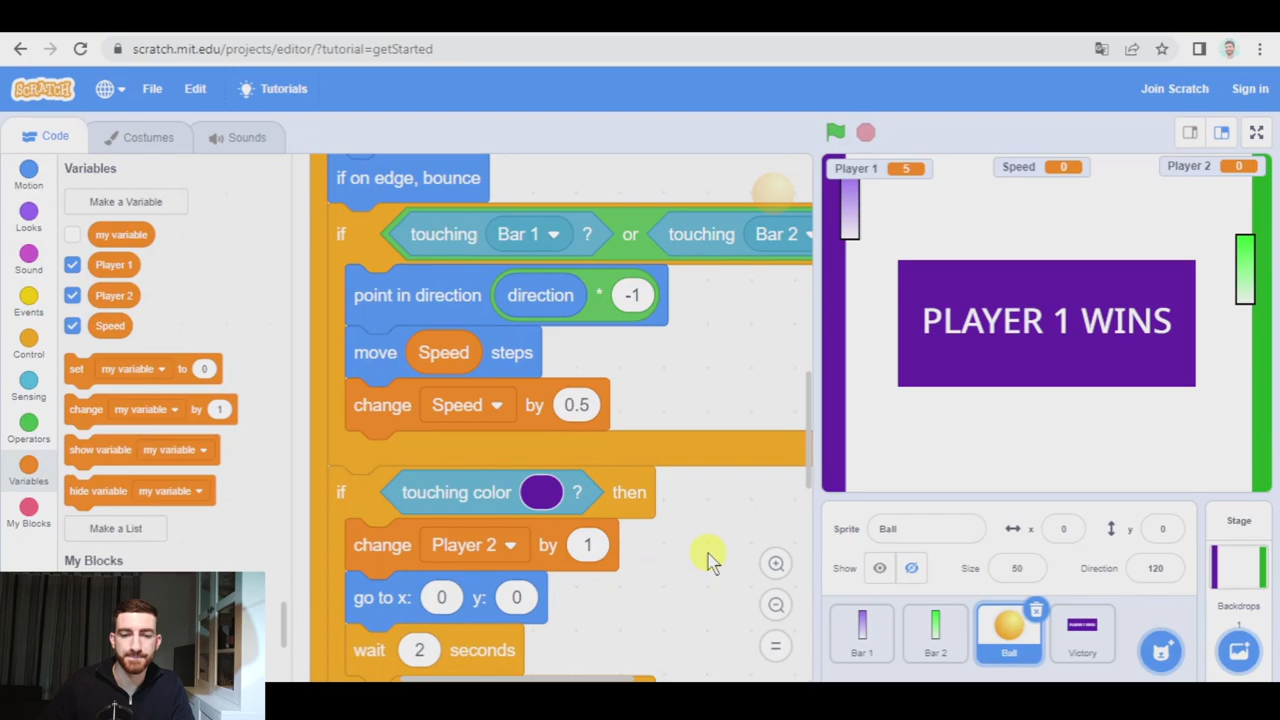 scratch.mit.edu/projects/editor/?tutorial=getStarted
SCRATCH File Edit Tutorials Join Scratch Sign in
Code Costumes Sounds
Motion
Looks
Sound
Events
Control
Sensing
Operators
Variables
My Blocks
Variables
Make a Variable
my variable
Player 1
Player 2
Speed
set my variable to 0
change my variable by 1
show variable my variable
hide variable my variable
Make a List
My Blocks
if on edge, bounce
if touching Bar 1 ? or touching Bar 2
point in direction direction * -1
move Speed steps
change Speed by 0.5
if touching color ? then
change Player 2 by 1
go to x: 0 y: 0
wait 2 seconds
Player 1 5 Speed 0 Player 2 0
PLAYER 1 WINS
Sprite Ball x 0 y 0
Show Size 50 Direction 120
Bar 1 Bar 2 Ball Victory
Stage
Backdrops
1